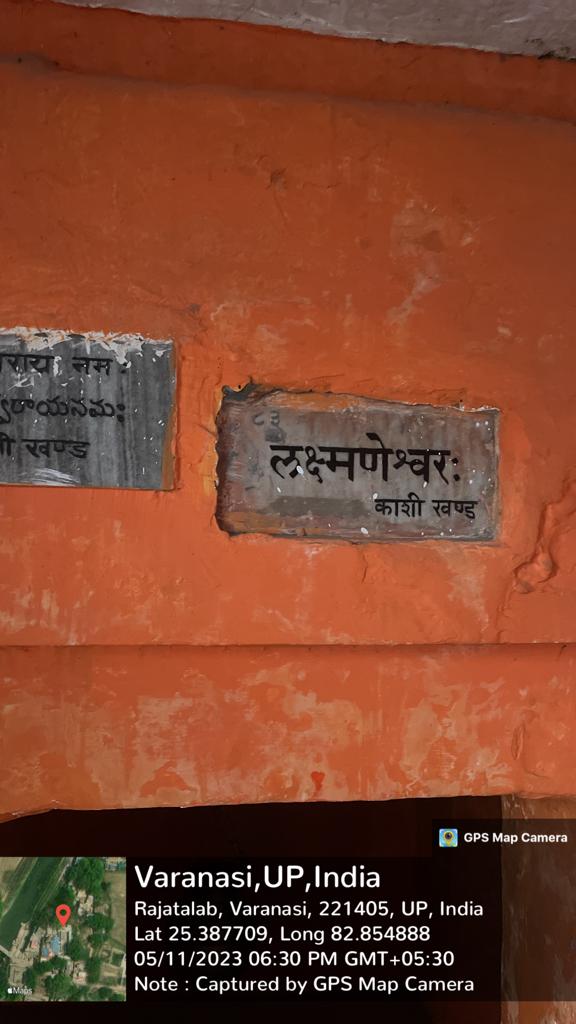 राय नम:
్వరాయనమః
खण्ड
लक्ष्मणेश्वर:
काशी खण्ड
GPS Map Camera
Varanasi,UP,India
Rajatalab, Varanasi, 221405, UP, India
Lat 25.387709, Long 82.854888
05/11/2023 06:30 PM GMT+05:30
Note : Captured by GPS Map Camera
Maps